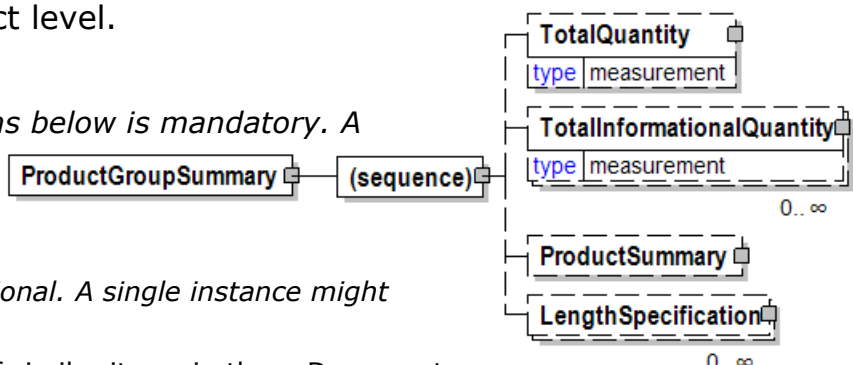 ct level.
TotalQuantity
type measurement
ns below is mandatory. A
TotalInformationalQuantity
type measurement
ProductGroupSummary
(sequence)
0.. ∞
ProductSummary
ional. A single instance might
LengthSpecification
0.. ∞